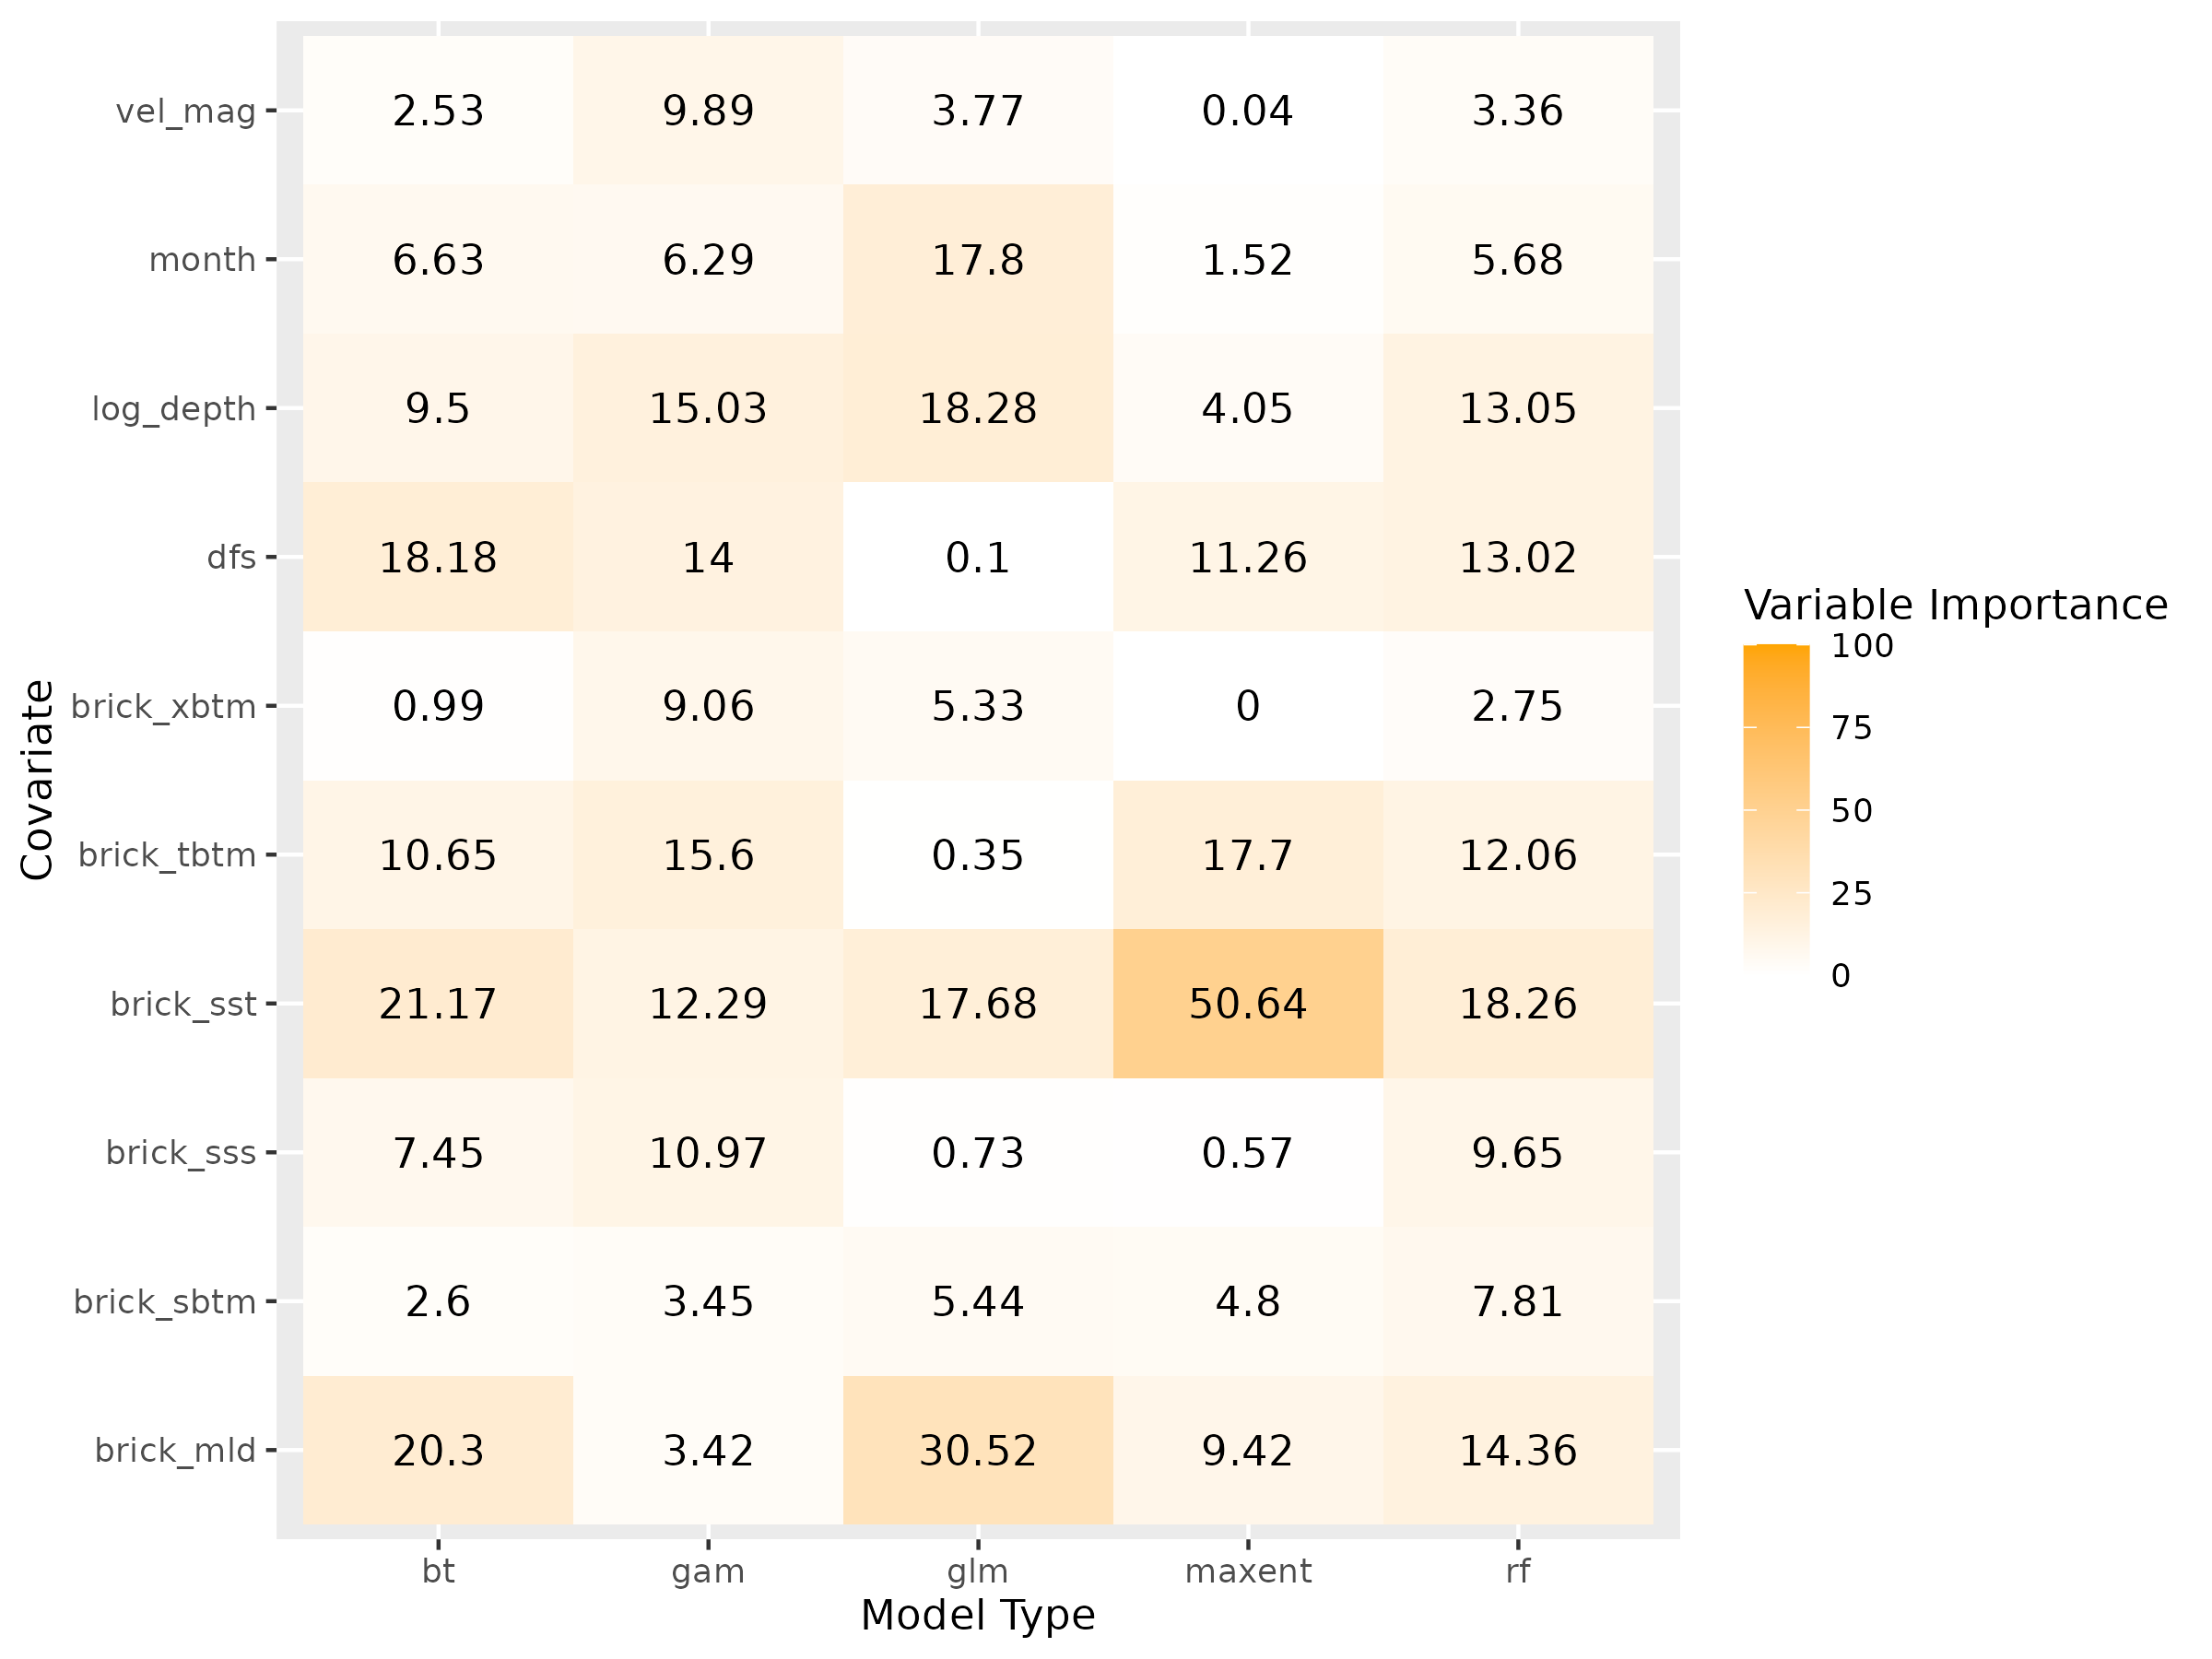 vel_mag 2.53 9.89 3.77 0.04 3.36
month 6.63 6.29 17.8 1.52 5.68
log_depth 9.5 15.03 18.28 4.05 13.05
dfs 18.18 14 0.1 11.26 13.02
brick_xbtm 0.99 9.06 5.33 0 2.75
brick_tbtm 10.65 15.6 0.35 17.7 12.06
brick_sst 21.17 12.29 17.68 50.64 18.26
brick_sss 7.45 10.97 0.73 0.57 9.65
brick_sbtm 2.6 3.45 5.44 4.8 7.81
brick_mld 20.3 3.42 30.52 9.42 14.36
bt gam glm maxent rf
Model Type
Covariate
Variable Importance
100
75
50
25
0